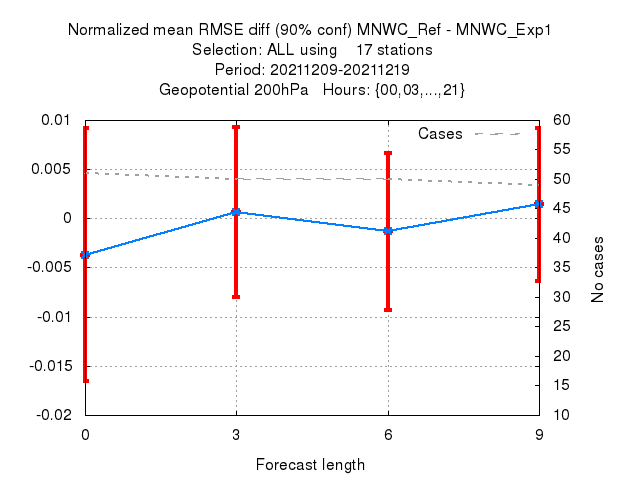 Normalized mean RMSE diff (90% conf) MNWC_Ref - MNWC_Exp1
Selection: ALL using 17 stations
Period: 20211209-20211219
Geopotential 200hPa Hours: {00,03,...,21}
Cases
0.01
0.005
0
-0.005
-0.01
-0.015
-0.02
60
55
50
45
40
35
30
25
20
15
10
No cases
0 3 6 9
Forecast length